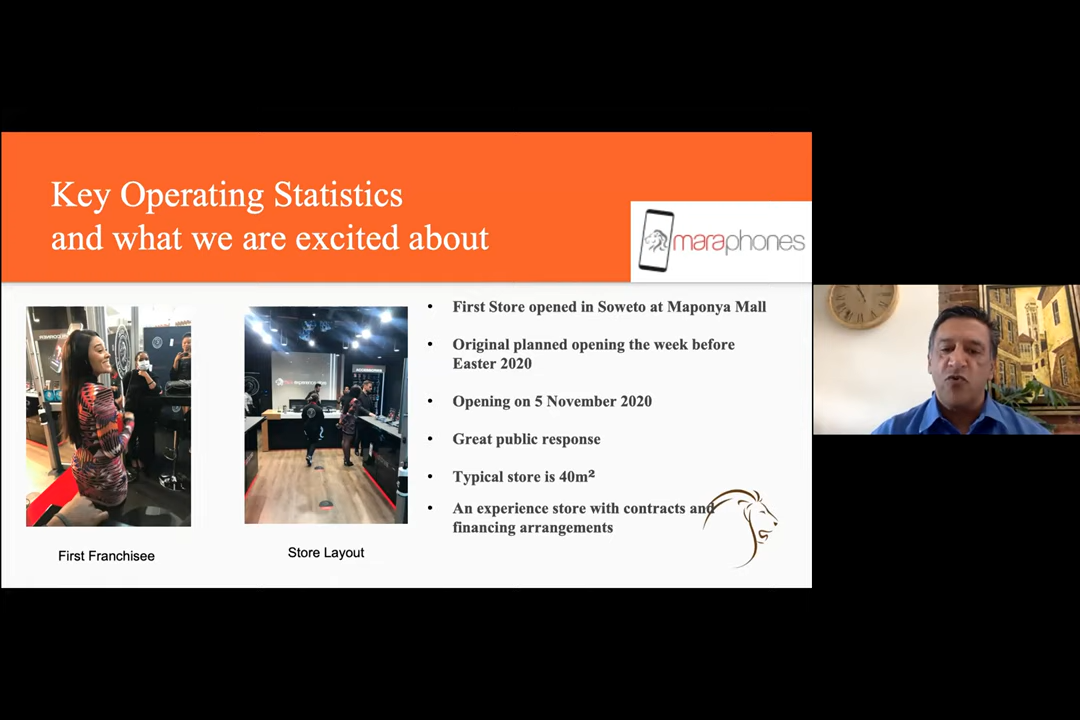 Key Operating Statistics
and what we are excited about
maraphones
• First Store opened in Soweto at Maponya Mall
• Original planned opening the week before
Easter 2020
• Opening on 5 November 2020
• Great public response
• Typical store is 40m²
• An experience store with contracts and
financing arrangements
First Franchisee
Store Layout